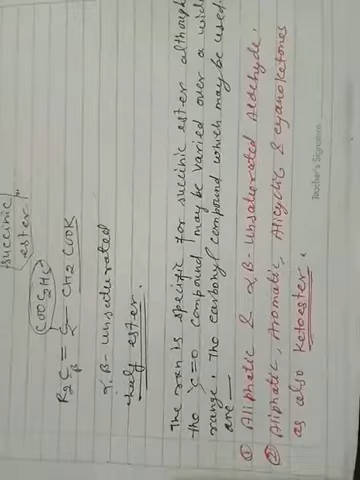 succinic
ester
COOC2H5
R2C = C — CH2COOK
β α
α, β - unsaturated
half ester.
The rxn is specific for succinic ester although
the >C=O compound may be varied over a wide
range. The carbonyl compound which may be used
are —
① Aliphatic & α, β - unsaturated Aldehyde.
② Aliphatic, Aromatic, Alicyclic & cyanoketones
as also ketoester.
Teacher's Signature